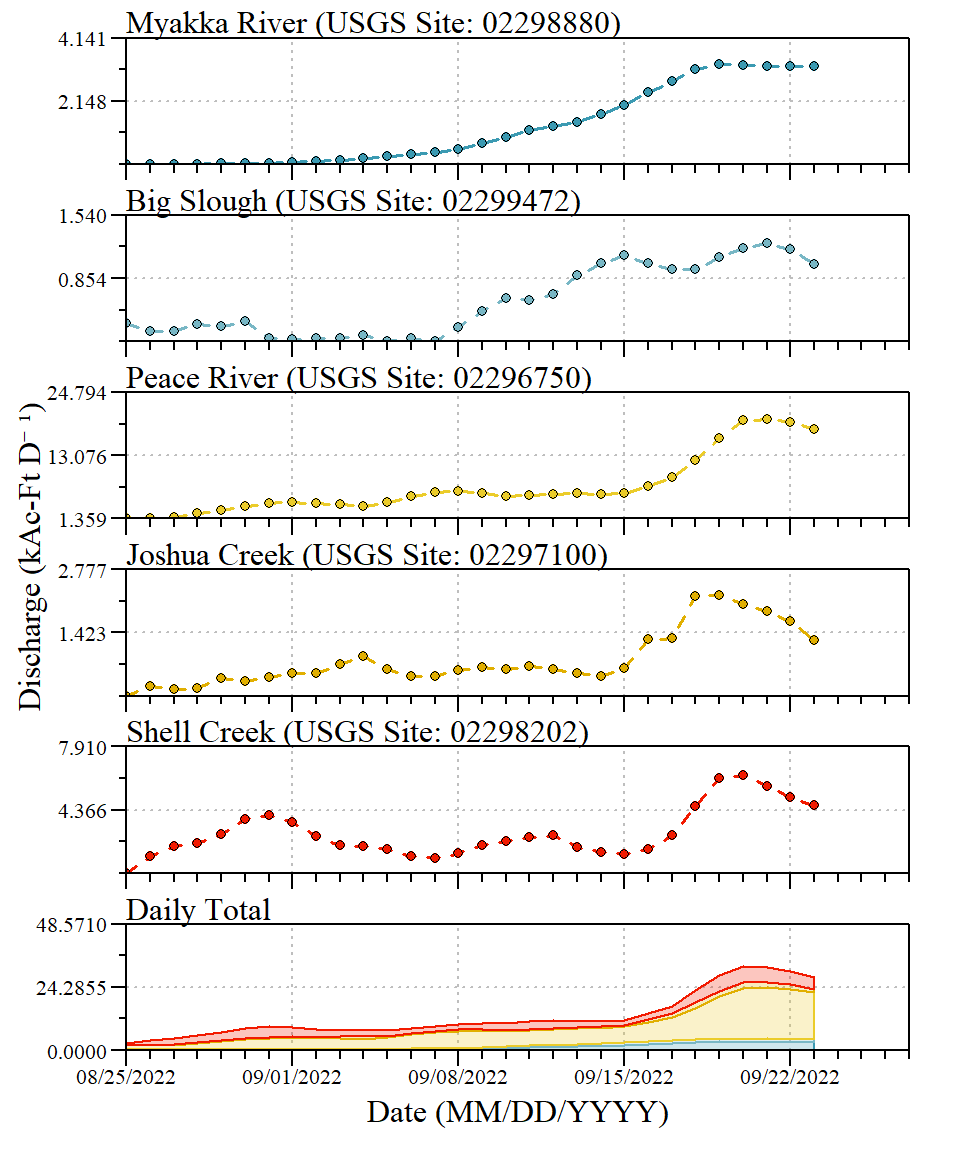 Myakka River (USGS Site: 02298880)
4.141
2.148
Big Slough (USGS Site: 02299472)
1.540
0.854
Peace River (USGS Site: 02296750)
24.794
13.076
1.359
Joshua Creek (USGS Site: 02297100)
2.777
1.423
Shell Creek (USGS Site: 02298202)
7.910
4.366
Daily Total
48.5710
24.2855
0.0000
08/25/2022 09/01/2022 09/08/2022 09/15/2022 09/22/2022
Date (MM/DD/YYYY)
Discharge (kAc-Ft D⁻¹)